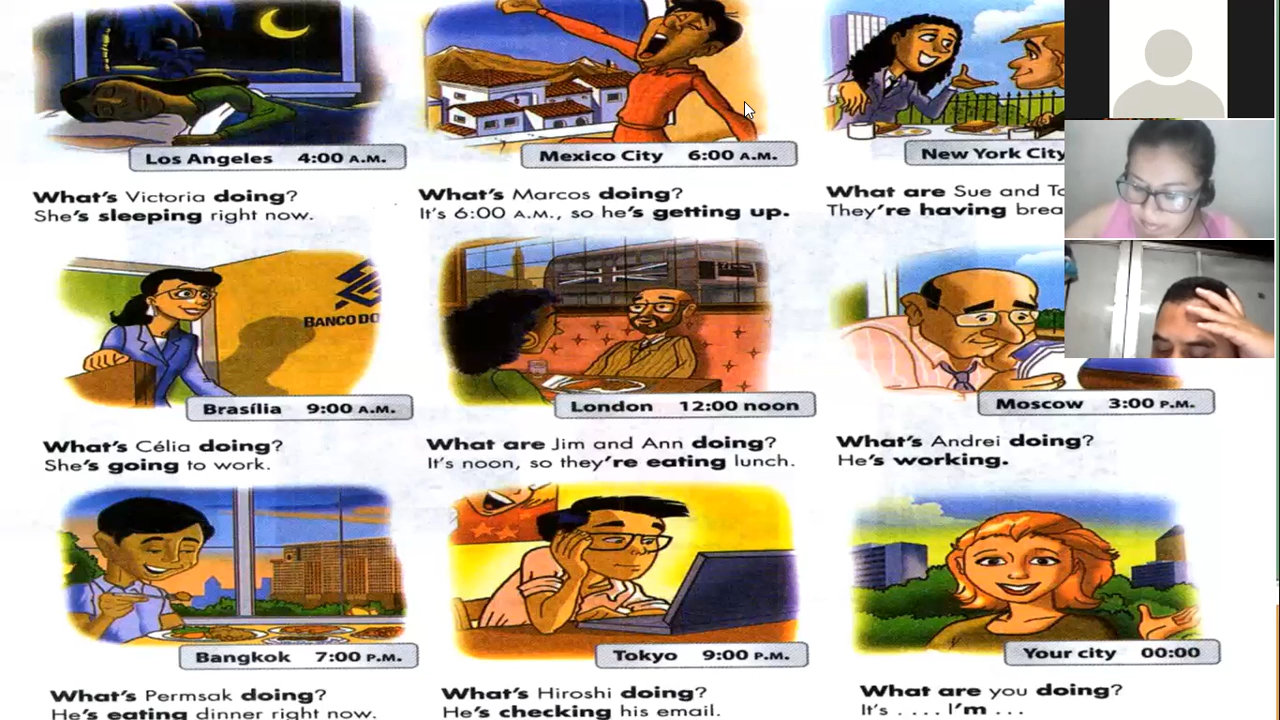 Los Angeles 4:00 A.M.
What's Victoria doing?
She's sleeping right now.
Mexico City 6:00 A.M.
What's Marcos doing?
It's 6:00 A.M., so he's getting up.
New York City
What are Sue and
They're having
BANCO DO
Brasília 9:00 A.M.
What's Célia doing?
She's going to work.
London 12:00 noon
What are Jim and Ann doing?
It's noon, so they're eating lunch.
Moscow 3:00 P.M.
What's Andrei doing?
He's working.
Bangkok 7:00 P.M.
What's Permsak doing?
He's eating dinner right now.
Tokyo 9:00 P.M.
What's Hiroshi doing?
He's checking his email.
Your city 00:00
What are you doing?
It's . . . . I'm . . .